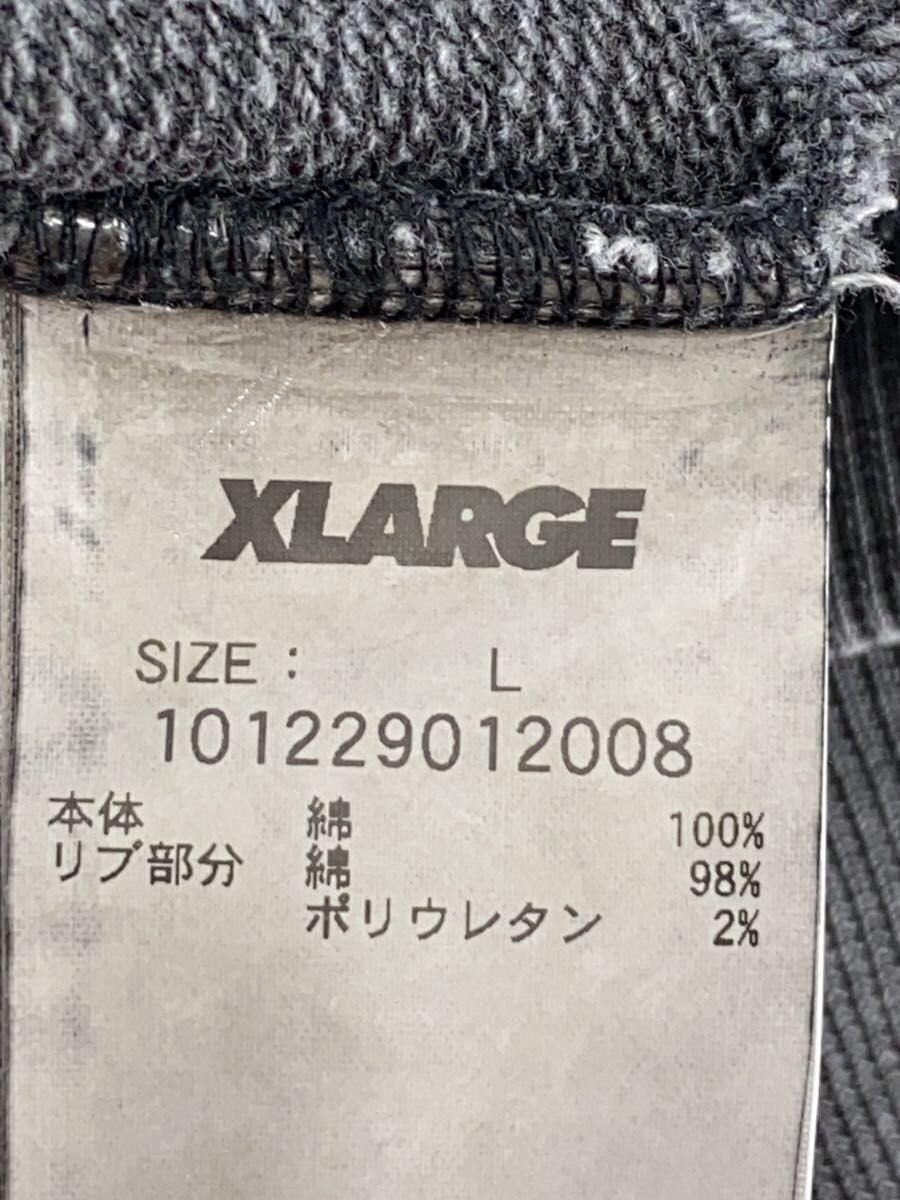 XLARGE
SIZE : L
101229012008
本体 綿 100%
リブ部分 綿 98%
ポリウレタン 2%